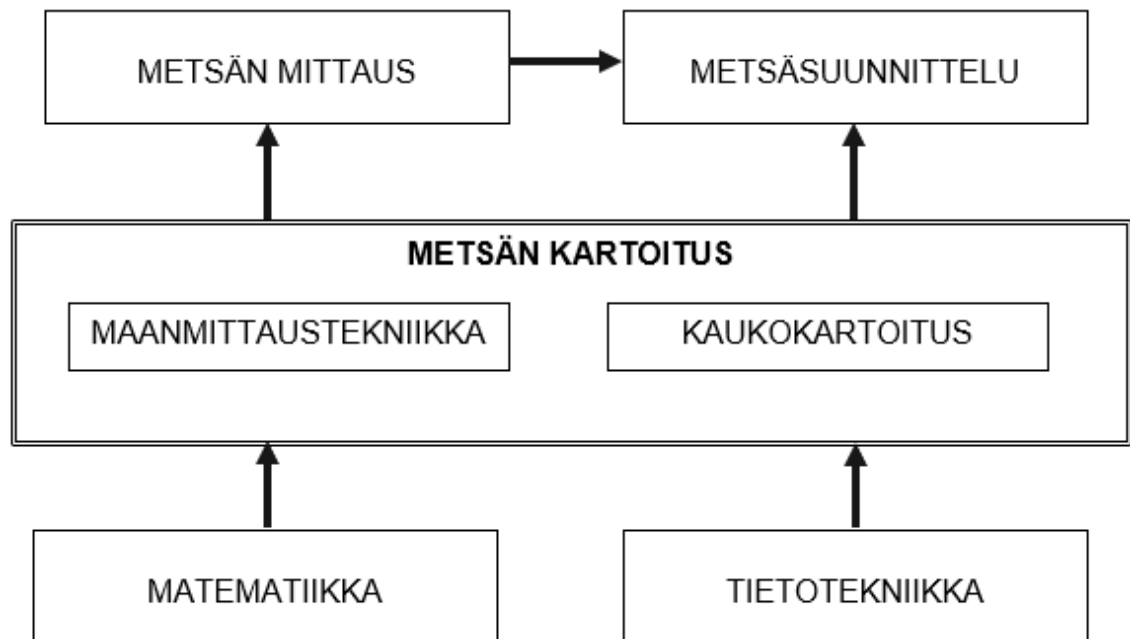 METSÄN MITTAUS
METSÄSUUNNITTELU
METSÄN KARTOITUS
MAANMITTAUSTEKNIIKKA
KAUKOKARTOITUS
MATEMATIIKKA
TIETOTEKNIIKKA